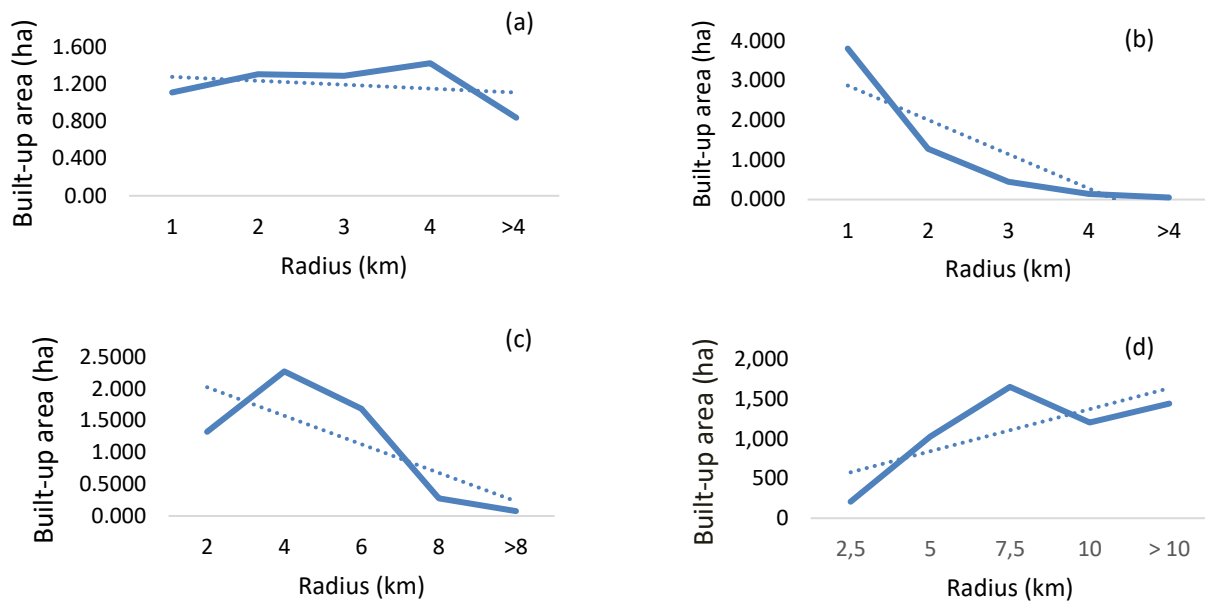 (a)
Built-up area (ha)
1.600
1.200
0.800
0.400
0.00
1 2 3 4 >4
Radius (km)
(b)
Built-up area (ha)
4.000
3.000
2.000
1.000
0.000
1 2 3 4 >4
Radius (km)
(c)
Built-up area (ha)
2.5000
2.000
1.5000
1.000
0.5000
0.000
2 4 6 8 >8
Radius (km)
(d)
Built-up area (ha)
2,000
1,500
1,000
500
0
2,5 5 7,5 10 > 10
Radius (km)